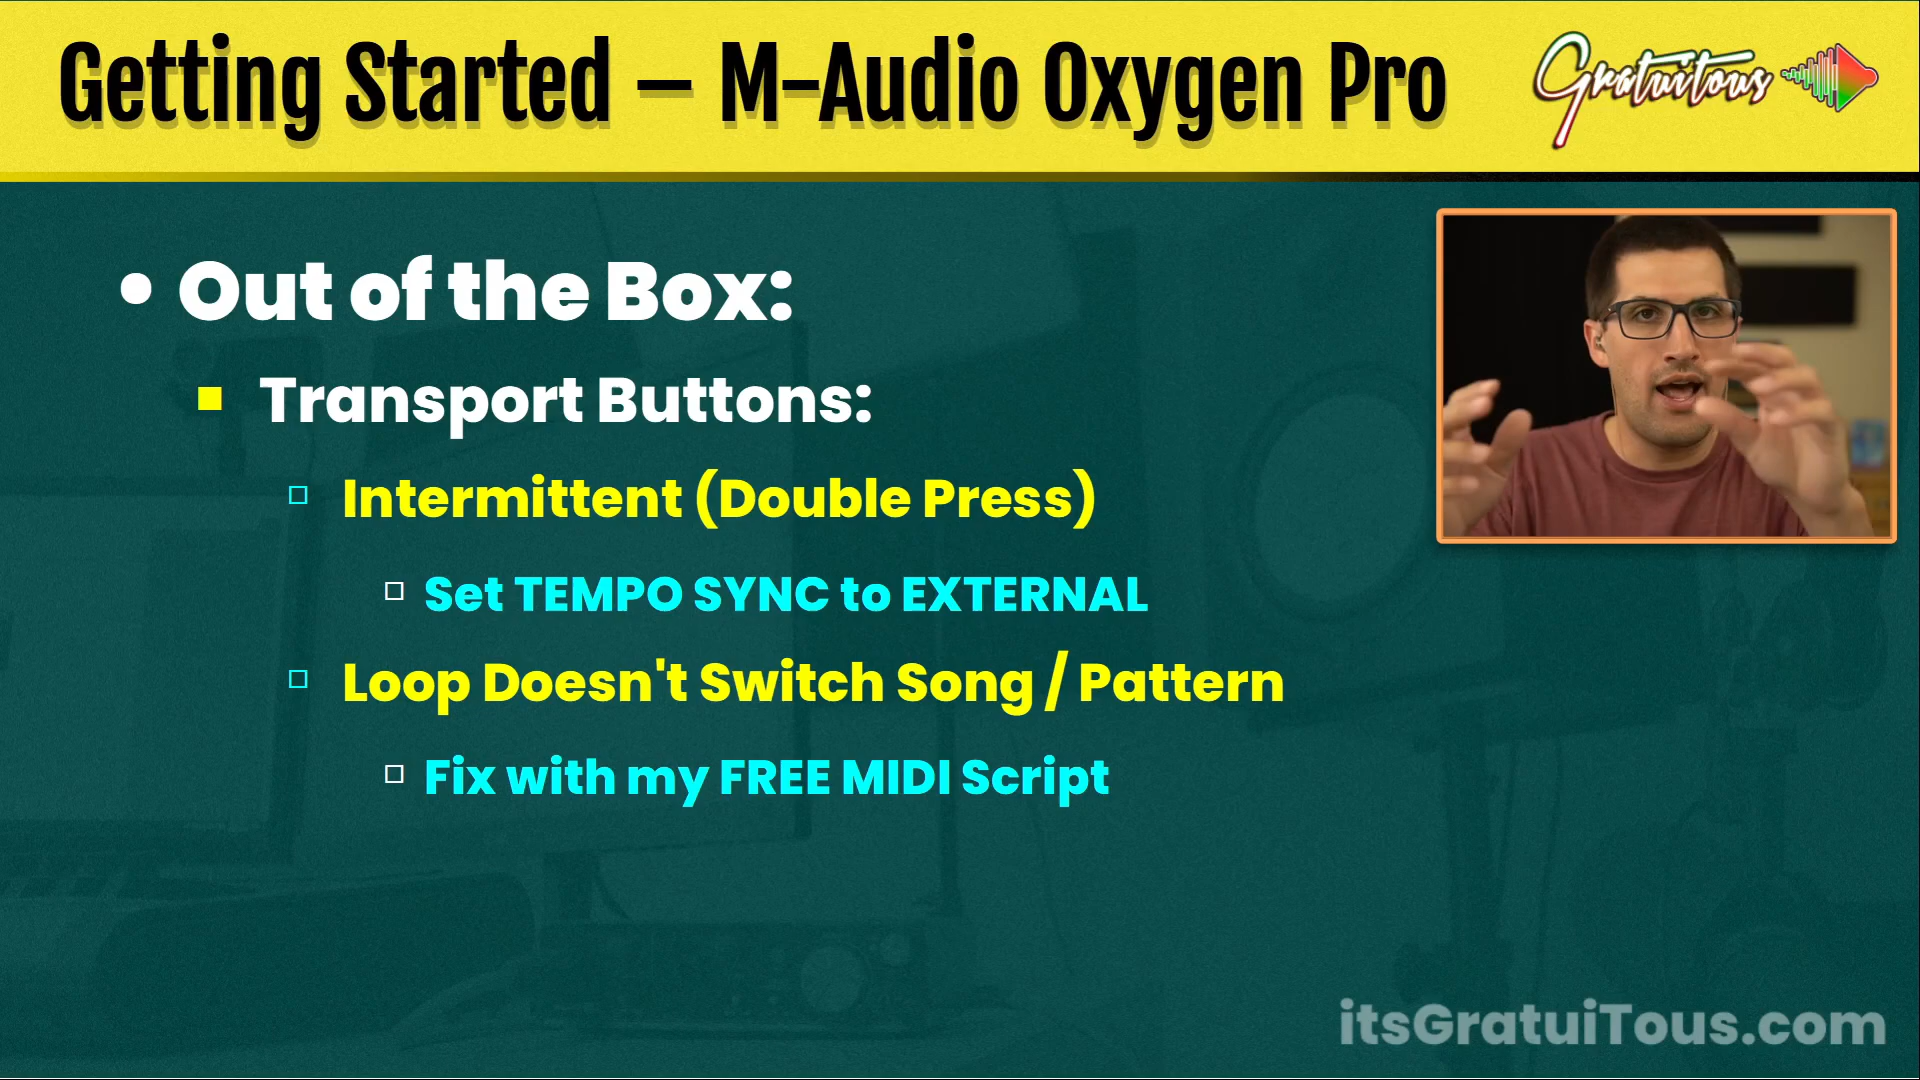 Getting Started – M-Audio Oxygen Pro
Gratuitous
• Out of the Box:
Transport Buttons:
Intermittent (Double Press)
Set TEMPO SYNC to EXTERNAL
Loop Doesn't Switch Song / Pattern
Fix with my FREE MIDI Script
itsGratuiTous.com